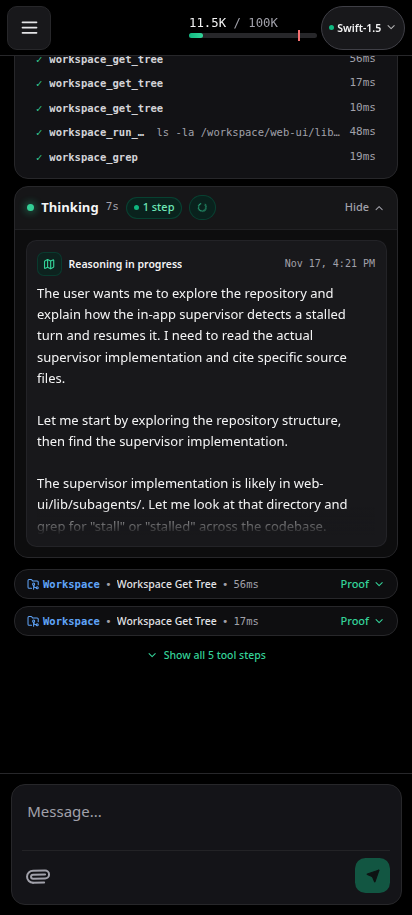 11.5K / 100K
Swift-1.5
✓ workspace_get_tree 56ms
✓ workspace_get_tree 17ms
✓ workspace_get_tree 10ms
✓ workspace_run_… ls -la /workspace/web-ui/lib… 48ms
✓ workspace_grep 19ms
Thinking 7s 1 step Hide
Reasoning in progress Nov 17, 4:21 PM
The user wants me to explore the repository and
explain how the in-app supervisor detects a stalled
turn and resumes it. I need to read the actual
supervisor implementation and cite specific source
files.
Let me start by exploring the repository structure,
then find the supervisor implementation.
The supervisor implementation is likely in web-
ui/lib/subagents/. Let me look at that directory and
grep for "stall" or "stalled" across the codebase.
Workspace • Workspace Get Tree • 56ms Proof
Workspace • Workspace Get Tree • 17ms Proof
Show all 5 tool steps
Message...